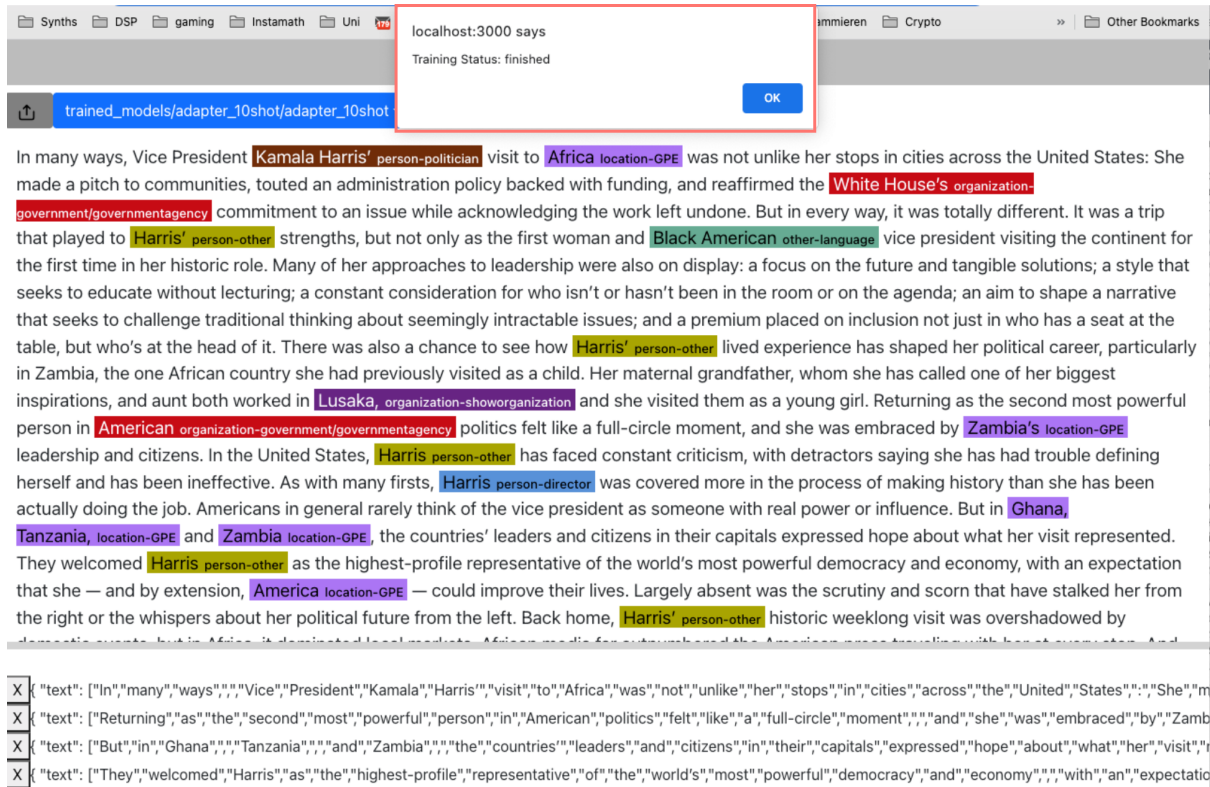 Synths DSP gaming Instamath Uni 179 ammieren Crypto » Other Bookmarks
localhost:3000 says
Training Status: finished
OK
trained_models/adapter_10shot/adapter_10shot
In many ways, Vice President Kamala Harris’ person-politician visit to Africa location-GPE was not unlike her stops in cities across the United States: She
made a pitch to communities, touted an administration policy backed with funding, and reaffirmed the White House’s organization-
government/governmentagency commitment to an issue while acknowledging the work left undone. But in every way, it was totally different. It was a trip
that played to Harris’ person-other strengths, but not only as the first woman and Black American other-language vice president visiting the continent for
the first time in her historic role. Many of her approaches to leadership were also on display: a focus on the future and tangible solutions; a style that
seeks to educate without lecturing; a constant consideration for who isn’t or hasn’t been in the room or on the agenda; an aim to shape a narrative
that seeks to challenge traditional thinking about seemingly intractable issues; and a premium placed on inclusion not just in who has a seat at the
table, but who’s at the head of it. There was also a chance to see how Harris’ person-other lived experience has shaped her political career, particularly
in Zambia, the one African country she had previously visited as a child. Her maternal grandfather, whom she has called one of her biggest
inspirations, and aunt both worked in Lusaka, organization-showorganization and she visited them as a young girl. Returning as the second most powerful
person in American organization-government/governmentagency politics felt like a full-circle moment, and she was embraced by Zambia’s location-GPE
leadership and citizens. In the United States, Harris person-other has faced constant criticism, with detractors saying she has had trouble defining
herself and has been ineffective. As with many firsts, Harris person-director was covered more in the process of making history than she has been
actually doing the job. Americans in general rarely think of the vice president as someone with real power or influence. But in Ghana,
Tanzania, location-GPE and Zambia location-GPE , the countries’ leaders and citizens in their capitals expressed hope about what her visit represented.
They welcomed Harris person-other as the highest-profile representative of the world’s most powerful democracy and economy, with an expectation
that she — and by extension, America location-GPE — could improve their lives. Largely absent was the scrutiny and scorn that have stalked her from
the right or the whispers about her political future from the left. Back home, Harris’ person-other historic weeklong visit was overshadowed by
domestic events, but in Africa, it dominated local markets. African media far outnumbered the American press traveling with her at every stop. And
X { "text": ["In","many","ways",",","Vice","President","Kamala","Harris’","visit","to","Africa","was","not","unlike","her","stops","in","cities","across","the","United","States",":","She","m
X { "text": ["Returning","as","the","second","most","powerful","person","in","American","politics","felt","like","a","full-circle","moment",",","and","she","was","embraced","by","Zamb
X { "text": ["But","in","Ghana",",","Tanzania",",","and","Zambia",",","the","countries’","leaders","and","citizens","in","their","capitals","expressed","hope","about","what","her","visit","r
X { "text": ["They","welcomed","Harris","as","the","highest-profile","representative","of","the","world’s","most","powerful","democracy","and","economy",",","with","an","expectatio